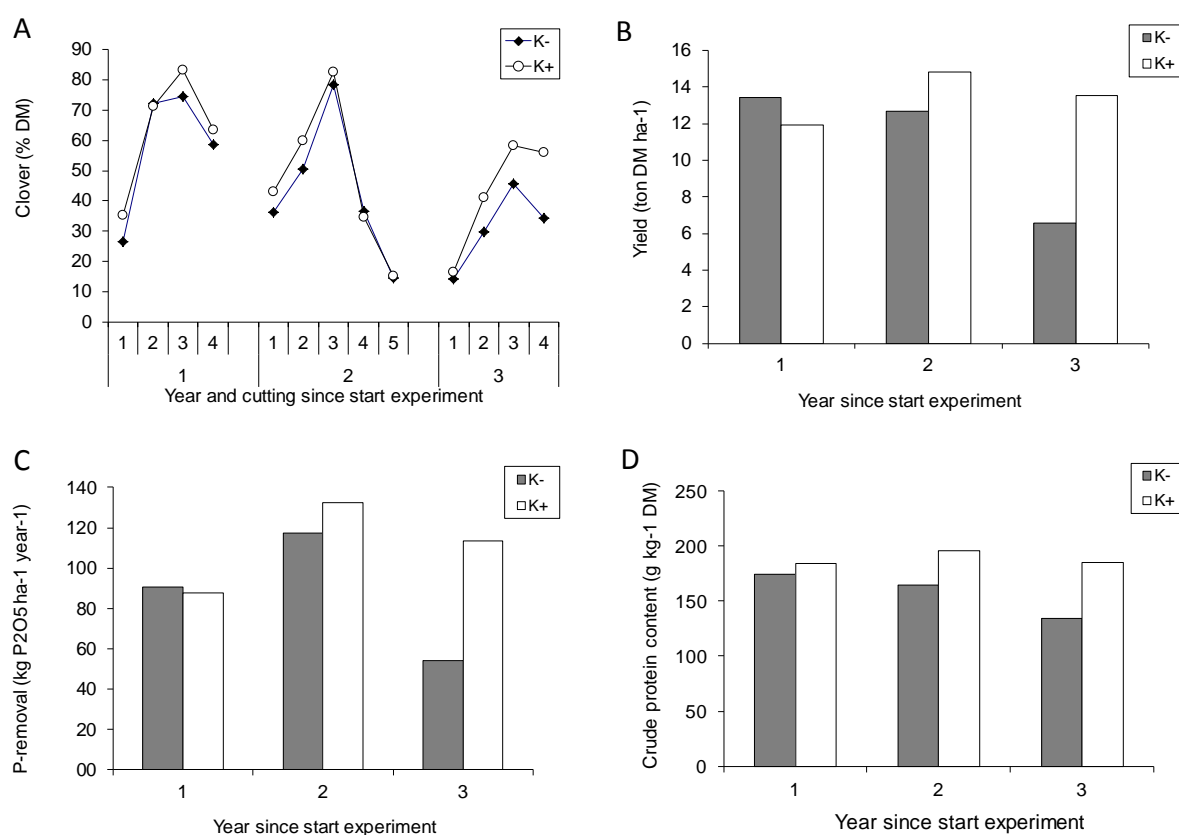 A
K-
K+
Clover (% DM)
90
80
70
60
50
40
30
20
10
0
1 2 3 4 1 2 3 4 5 1 2 3 4
1 2 3
Year and cutting since start experiment
B
K-
K+
Yield (ton DM ha-1)
16
14
12
10
8
6
4
2
0
1 2 3
Year since start experiment
C
K-
K+
P-removal (kg P2O5 ha-1 year-1)
140
120
100
80
60
40
20
00
1 2 3
Year since start experiment
D
K-
K+
Crude protein content (g kg-1 DM)
250
200
150
100
50
0
1 2 3
Year since start experiment